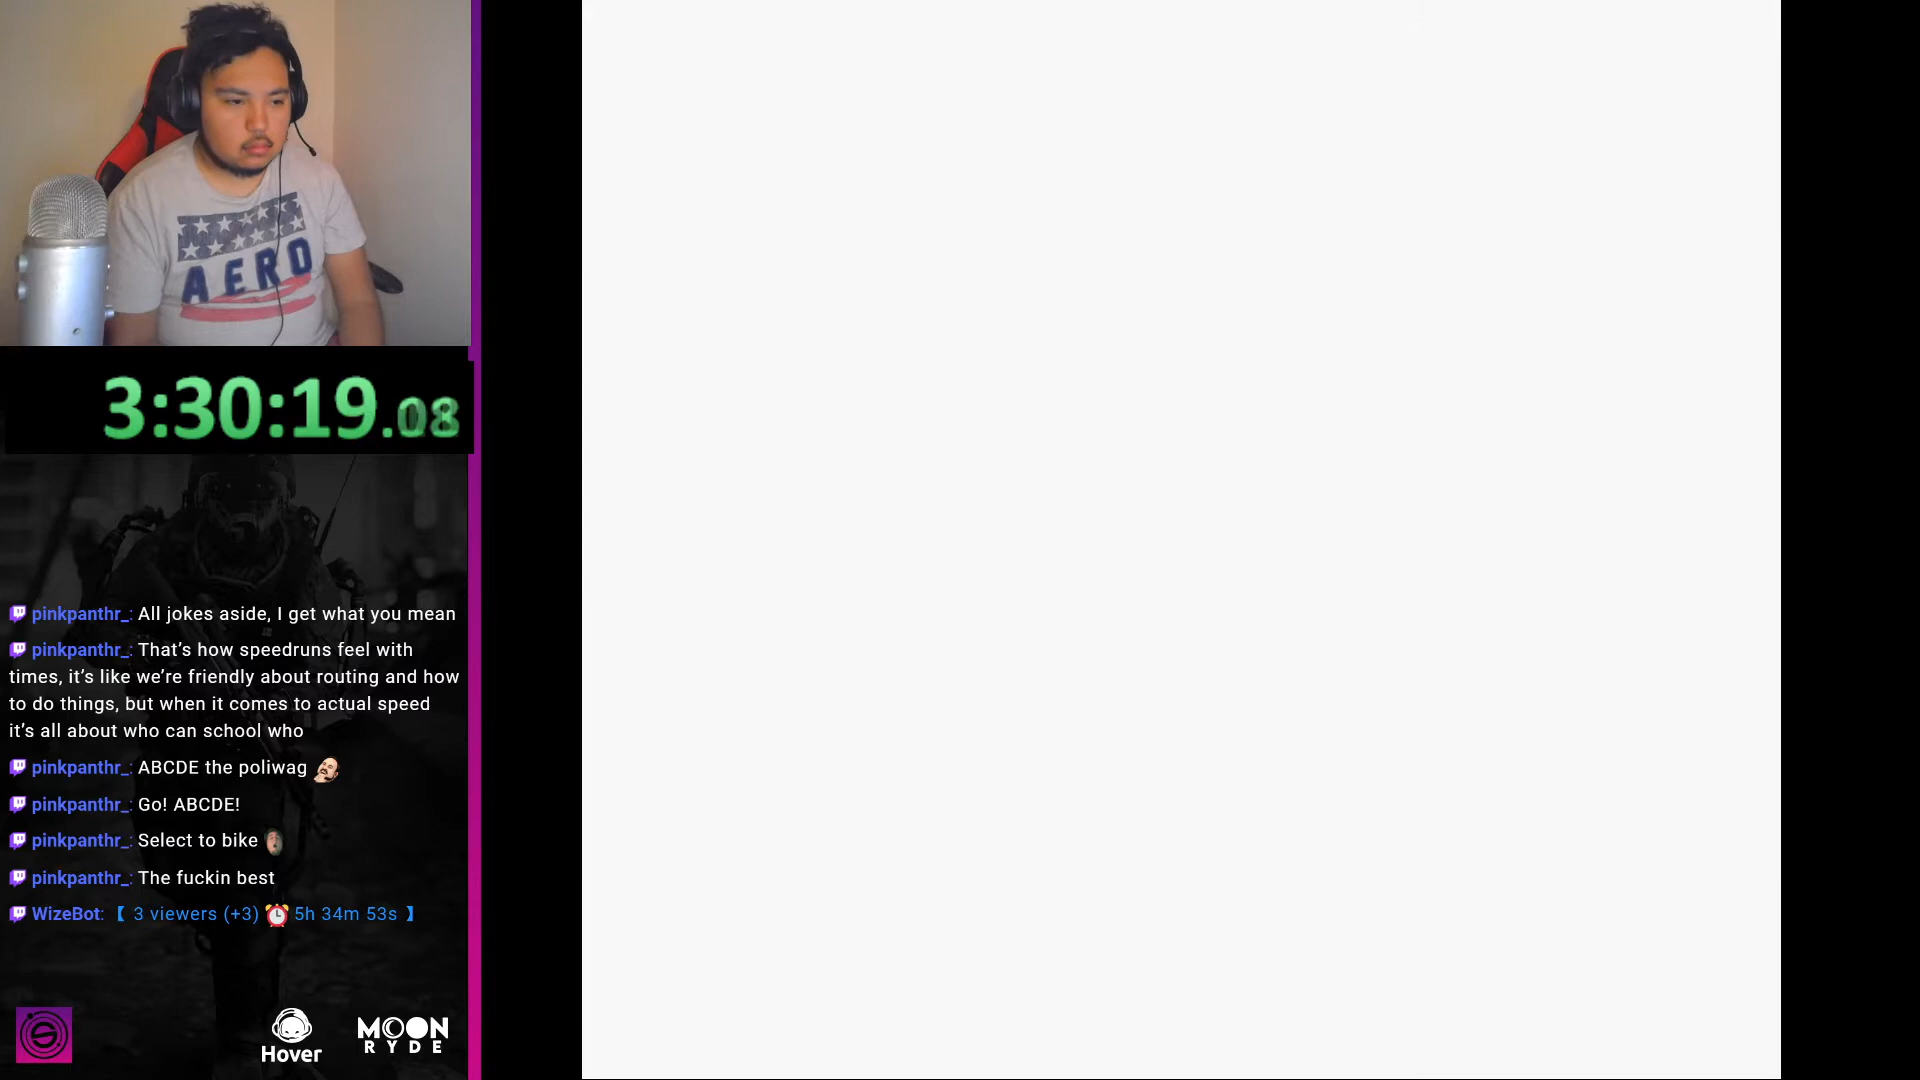 AERO
3:30:19.08
pinkpanthr_: All jokes aside, I get what you mean
pinkpanthr_: That's how speedruns feel with
times, it's like we're friendly about routing and how
to do things, but when it comes to actual speed
it's all about who can school who
pinkpanthr_: ABCDE the poliwag
pinkpanthr_: Go! ABCDE!
pinkpanthr_: Select to bike
pinkpanthr_: The fuckin best
WizeBot: 【 3 viewers (+3) ⏰ 5h 34m 53s 】
Hover
MOON
RYDE